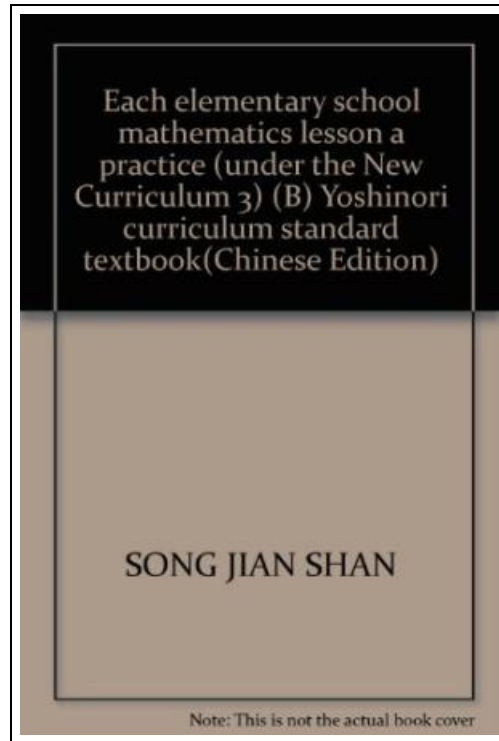 Each elementary school
mathematics lesson a
practice (under the New
Curriculum 3) (B) Yoshinori
curriculum standard
textbook(Chinese Edition)
SONG JIAN SHAN
Note: This is not the actual book cover